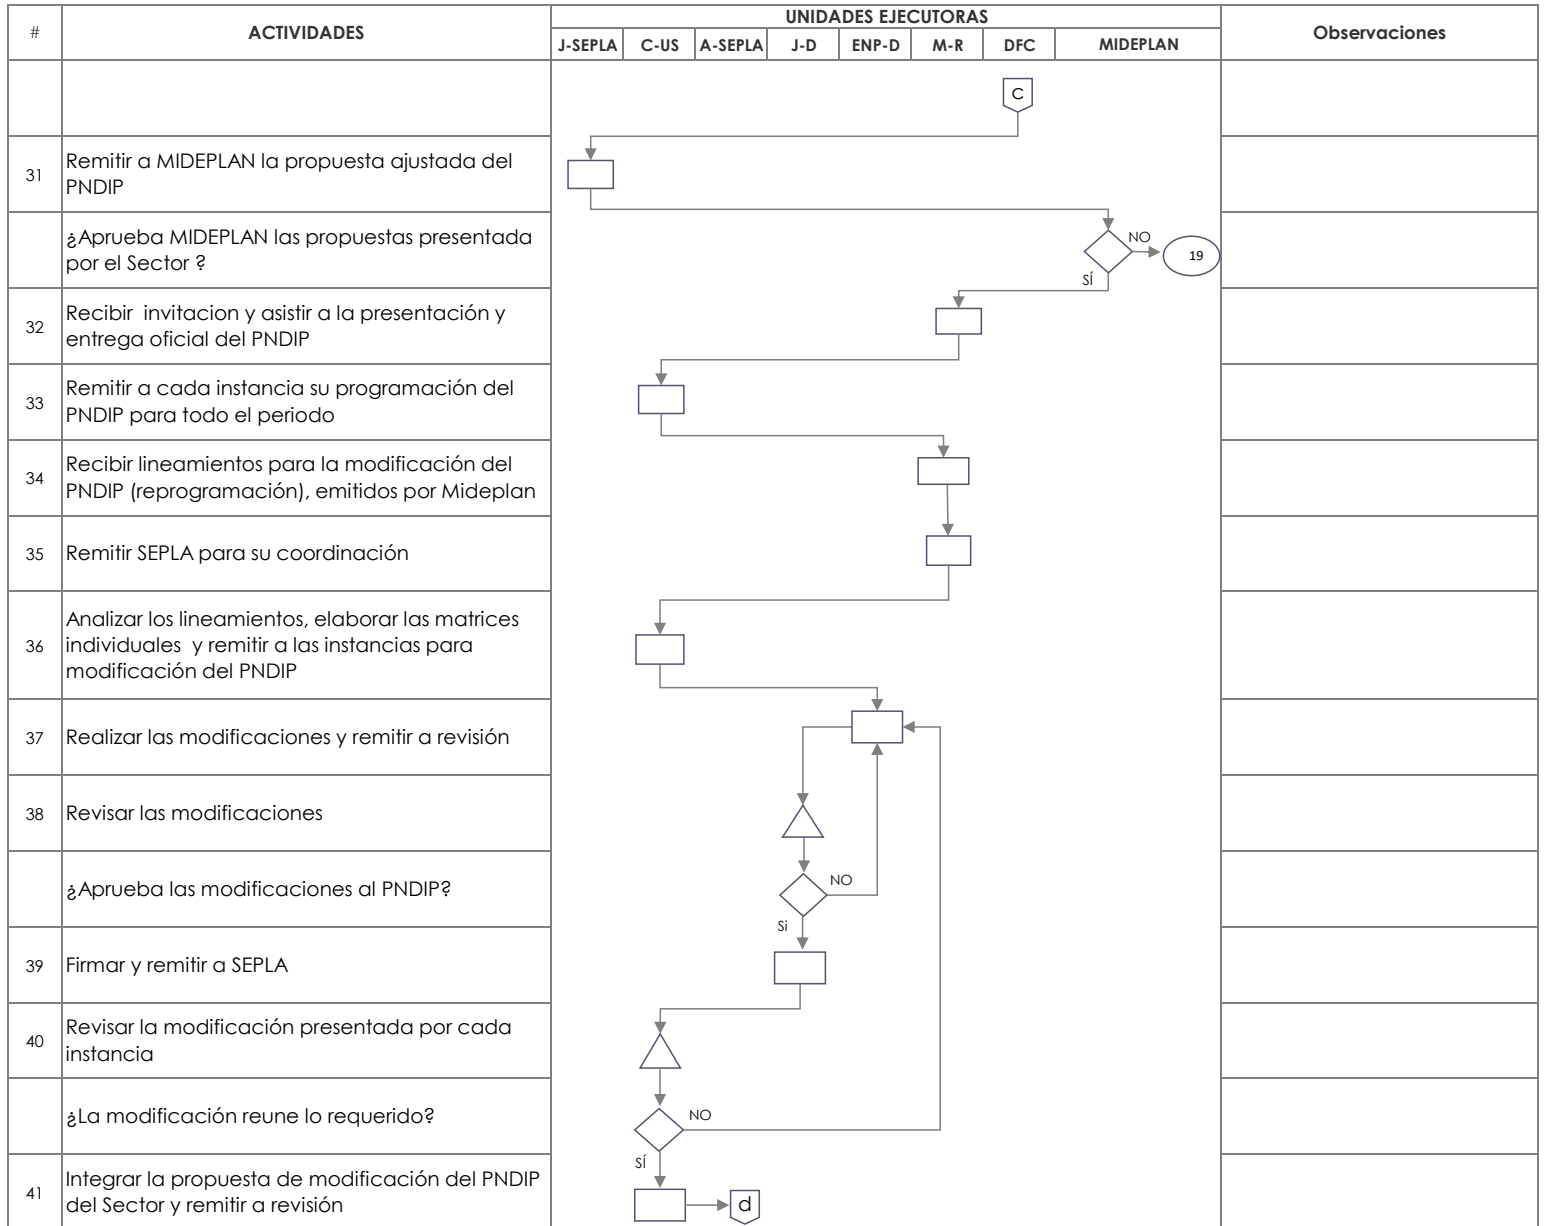 #
ACTIVIDADES
UNIDADES EJECUTORAS
Observaciones
J-SEPLA
C-US
A-SEPLA
J-D
ENP-D
M-R
DFC
MIDEPLAN
C
31
Remitir a MIDEPLAN la propuesta ajustada del
PNDIP
¿Aprueba MIDEPLAN las propuestas presentada
por el Sector ?
NO
19
SÍ
32
Recibir  invitacion y asistir a la presentación y
entrega oficial del PNDIP
33
Remitir a cada instancia su programación del
PNDIP para todo el periodo
34
Recibir lineamientos para la modificación del
PNDIP (reprogramación), emitidos por Mideplan
35
Remitir SEPLA para su coordinación
36
Analizar los lineamientos, elaborar las matrices
individuales  y remitir a las instancias para
modificación del PNDIP
37
Realizar las modificaciones y remitir a revisión
38
Revisar las modificaciones
¿Aprueba las modificaciones al PNDIP?
NO
Si
39
Firmar y remitir a SEPLA
40
Revisar la modificación presentada por cada
instancia
¿La modificación reune lo requerido?
NO
SÍ
41
Integrar la propuesta de modificación del PNDIP
del Sector y remitir a revisión
d